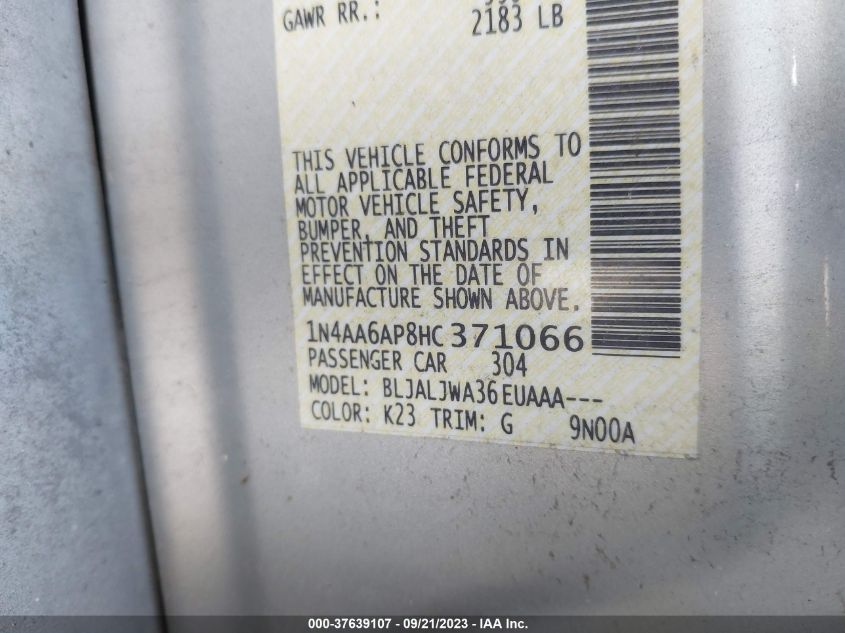 GAWR RR.:
2183 LB
THIS VEHICLE CONFORMS TO
ALL APPLICABLE FEDERAL
MOTOR VEHICLE SAFETY,
BUMPER, AND THEFT
PREVENTION STANDARDS IN
EFFECT ON THE DATE OF
MANUFACTURE SHOWN ABOVE.
1N4AA6AP8HC371066
PASSENGER CAR 304
MODEL: BLJALJWA36EUAAA---
COLOR: K23 TRIM: G 9N00A
000-37639107 - 09/21/2023 - IAA Inc.